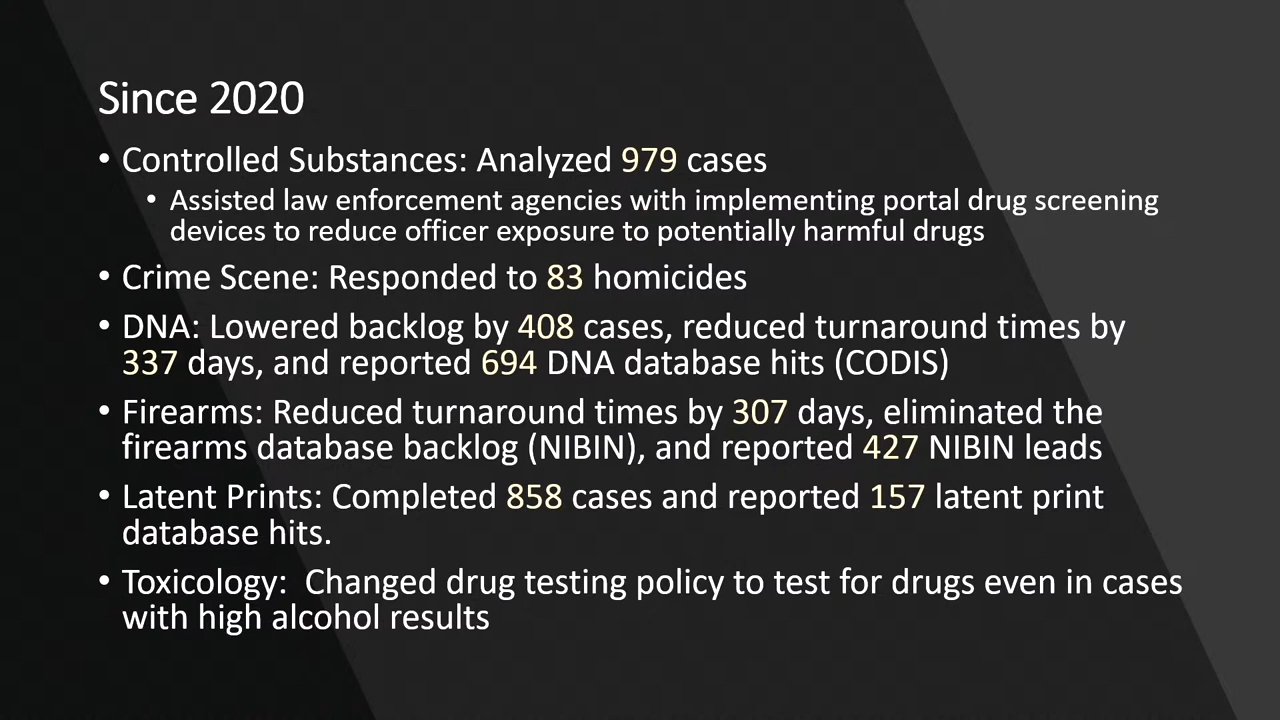 Since 2020
• Controlled Substances: Analyzed 979 cases
• Assisted law enforcement agencies with implementing portal drug screening
devices to reduce officer exposure to potentially harmful drugs
• Crime Scene: Responded to 83 homicides
• DNA: Lowered backlog by 408 cases, reduced turnaround times by
337 days, and reported 694 DNA database hits (CODIS)
• Firearms: Reduced turnaround times by 307 days, eliminated the
firearms database backlog (NIBIN), and reported 427 NIBIN leads
• Latent Prints: Completed 858 cases and reported 157 latent print
database hits.
• Toxicology:  Changed drug testing policy to test for drugs even in cases
with high alcohol results